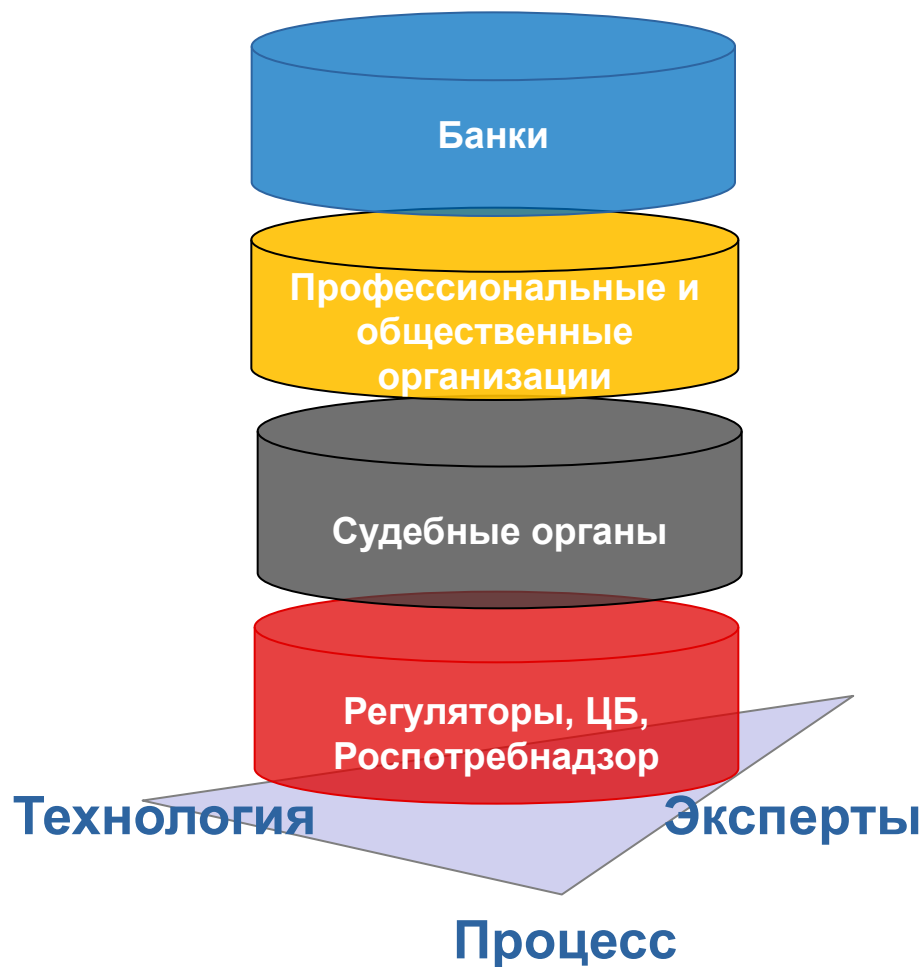 Банки
Профессиональные и
общественные
организации
Судебные органы
Регуляторы, ЦБ,
Роспотребнадзор
Технология
Эксперты
Процесс